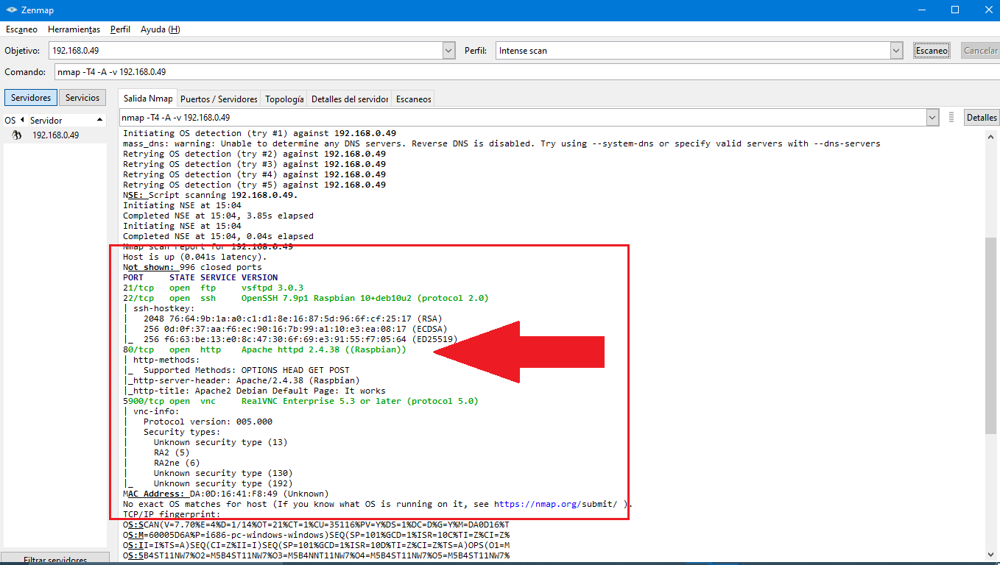 Zenmap
Escaneo Herramientas Perfil Ayuda (H)
Objetivo: 192.168.0.49 Perfil: Intense scan Escaneo Cancelar
Comando: nmap -T4 -A -v 192.168.0.49
Servidores Servicios Salida Nmap Puertos / Servidores Topología Detalles del servidor Escaneos
OS Servidor
192.168.0.49
nmap -T4 -A -v 192.168.0.49 Detalles
Initiating OS detection (try #1) against 192.168.0.49
mass_dns: warning: Unable to determine any DNS servers. Reverse DNS is disabled. Try using --system-dns or specify valid servers with --dns-servers
Retrying OS detection (try #2) against 192.168.0.49
Retrying OS detection (try #3) against 192.168.0.49
Retrying OS detection (try #4) against 192.168.0.49
Retrying OS detection (try #5) against 192.168.0.49
NSE: Script scanning 192.168.0.49.
Initiating NSE at 15:04
Completed NSE at 15:04, 3.85s elapsed
Initiating NSE at 15:04
Completed NSE at 15:04, 0.04s elapsed
Nmap scan report for 192.168.0.49
Host is up (0.041s latency).
Not shown: 996 closed ports
PORT STATE SERVICE VERSION
21/tcp open ftp vsftpd 3.0.3
22/tcp open ssh OpenSSH 7.9p1 Raspbian 10+deb10u2 (protocol 2.0)
| ssh-hostkey:
| 2048 76:64:9b:1a:a0:c1:d1:8e:16:87:5d:96:6f:cf:25:17 (RSA)
| 256 0d:0f:37:aa:f6:ec:90:16:7b:99:a1:10:e3:ea:08:17 (ECDSA)
|_ 256 f6:63:be:13:e0:8c:47:30:6f:69:e3:91:55:f7:05:64 (ED25519)
80/tcp open http Apache httpd 2.4.38 ((Raspbian))
| http-methods:
|_ Supported Methods: OPTIONS HEAD GET POST
|_http-server-header: Apache/2.4.38 (Raspbian)
|_http-title: Apache2 Debian Default Page: It works
5900/tcp open vnc RealVNC Enterprise 5.3 or later (protocol 5.0)
| vnc-info:
| Protocol version: 005.000
| Security types:
| Unknown security type (13)
| RA2 (5)
| RA2ne (6)
| Unknown security type (130)
|_ Unknown security type (192)
MAC Address: DA:0D:16:41:F8:49 (Unknown)
No exact OS matches for host (If you know what OS is running on it, see https://nmap.org/submit/ ).
TCP/IP fingerprint:
OS:SCAN(V=7.70%E=4%D=1/14%OT=21%CT=1%CU=35116%PV=Y%DS=1%DC=D%G=Y%M=DA0D16%T
OS:M=60005D6A%P=i686-pc-windows-windows)SEQ(SP=101%GCD=1%ISR=10C%TI=Z%CI=Z%
OS:II=I%TS=A)SEQ(CI=Z%II=I)SEQ(SP=101%GCD=1%ISR=10D%TI=Z%CI=Z%TS=A)OPS(O1=M
OS:5B4ST11NW7%O2=M5B4ST11NW7%O3=M5B4NNT11NW7%O4=M5B4ST11NW7%O5=M5B4ST11NW7%
Filtrar servidores